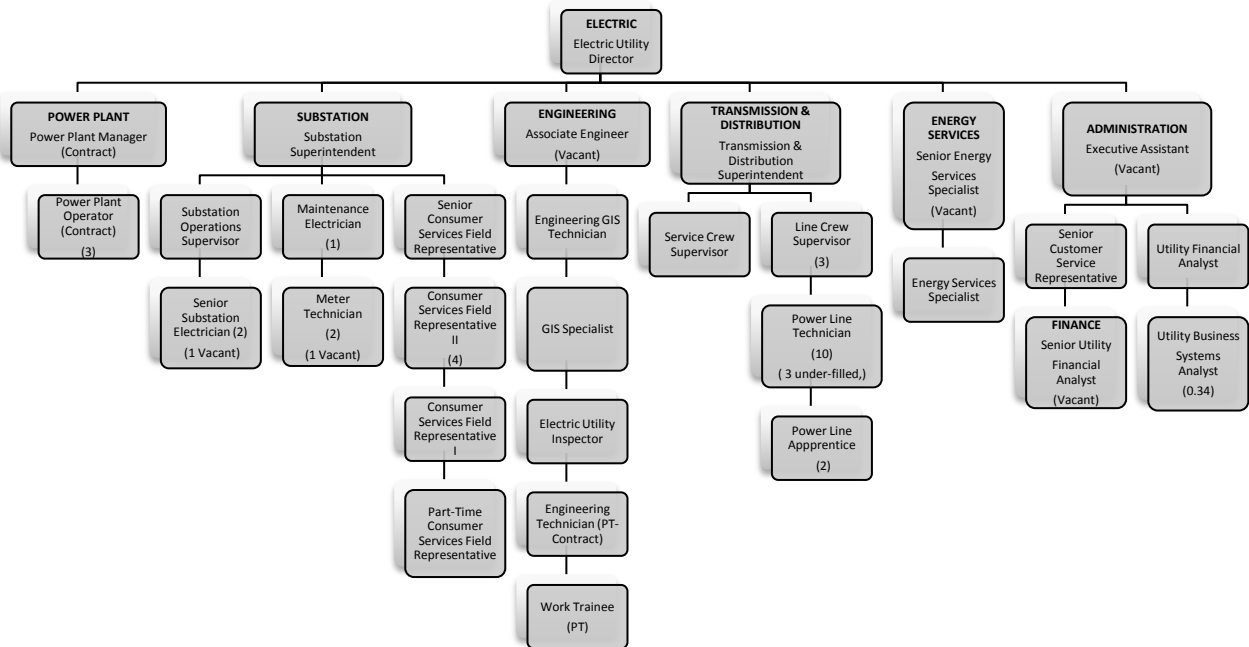 ELECTRIC
Electric Utility
Director
POWER PLANT
Power Plant Manager
(Contract)
Power Plant
Operator
(Contract)
(3)
SUBSTATION
Substation
Superintendent
Substation
Operations
Supervisor
Senior
Substation
Electrician (2)
(1 Vacant)
Maintenance
Electrician
(1)
Meter
Technician
(2)
(1 Vacant)
Senior
Consumer
Services Field
Representative
Consumer
Services Field
Representative
II
(4)
Consumer
Services Field
Representative
I
Part-Time
Consumer
Services Field
Representative
ENGINEERING
Associate Engineer
(Vacant)
Engineering GIS
Technician
GIS Specialist
Electric Utility
Inspector
Engineering
Technician (PT-
Contract)
Work Trainee
(PT)
TRANSMISSION &
DISTRIBUTION
Transmission &
Distribution
Superintendent
Service Crew
Supervisor
Line Crew
Supervisor
(3)
Power Line
Technician
(10)
( 3 under-filled,)
Power Line
Appprentice
(2)
ENERGY
SERVICES
Senior Energy
Services
Specialist
(Vacant)
Energy Services
Specialist
ADMINISTRATION
Executive Assistant
(Vacant)
Senior
Customer
Service
Representative
FINANCE
Senior Utility
Financial
Analyst
(Vacant)
Utility Financial
Analyst
Utility Business
Systems
Analyst
(0.34)